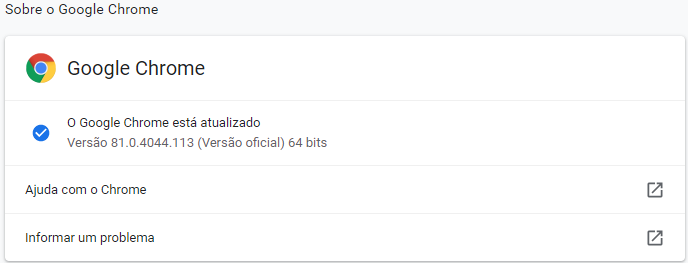 Sobre o Google Chrome
Google Chrome
O Google Chrome está atualizado
Versão 81.0.4044.113 (Versão oficial) 64 bits
Ajuda com o Chrome
Informar um problema